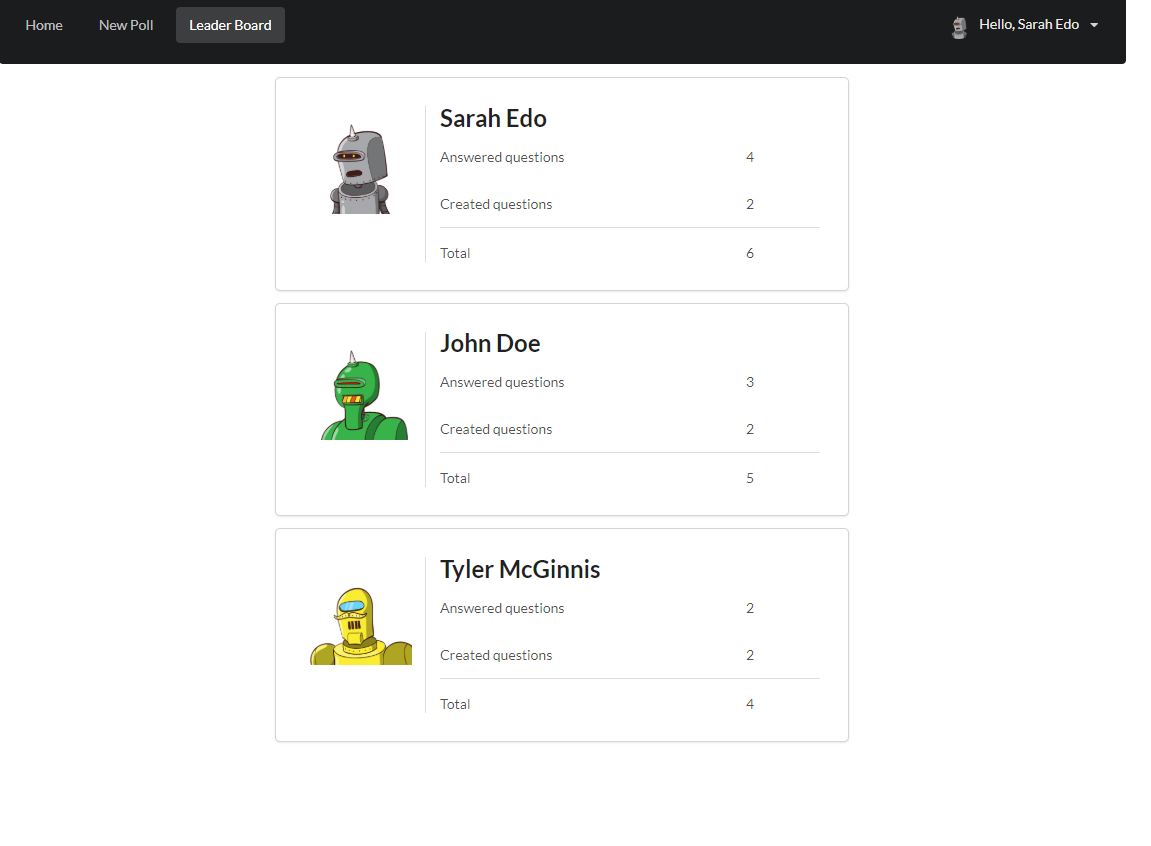 Home New Poll Leader Board Hello, Sarah Edo
Sarah Edo
Answered questions 4
Created questions 2
Total 6
John Doe
Answered questions 3
Created questions 2
Total 5
Tyler McGinnis
Answered questions 2
Created questions 2
Total 4